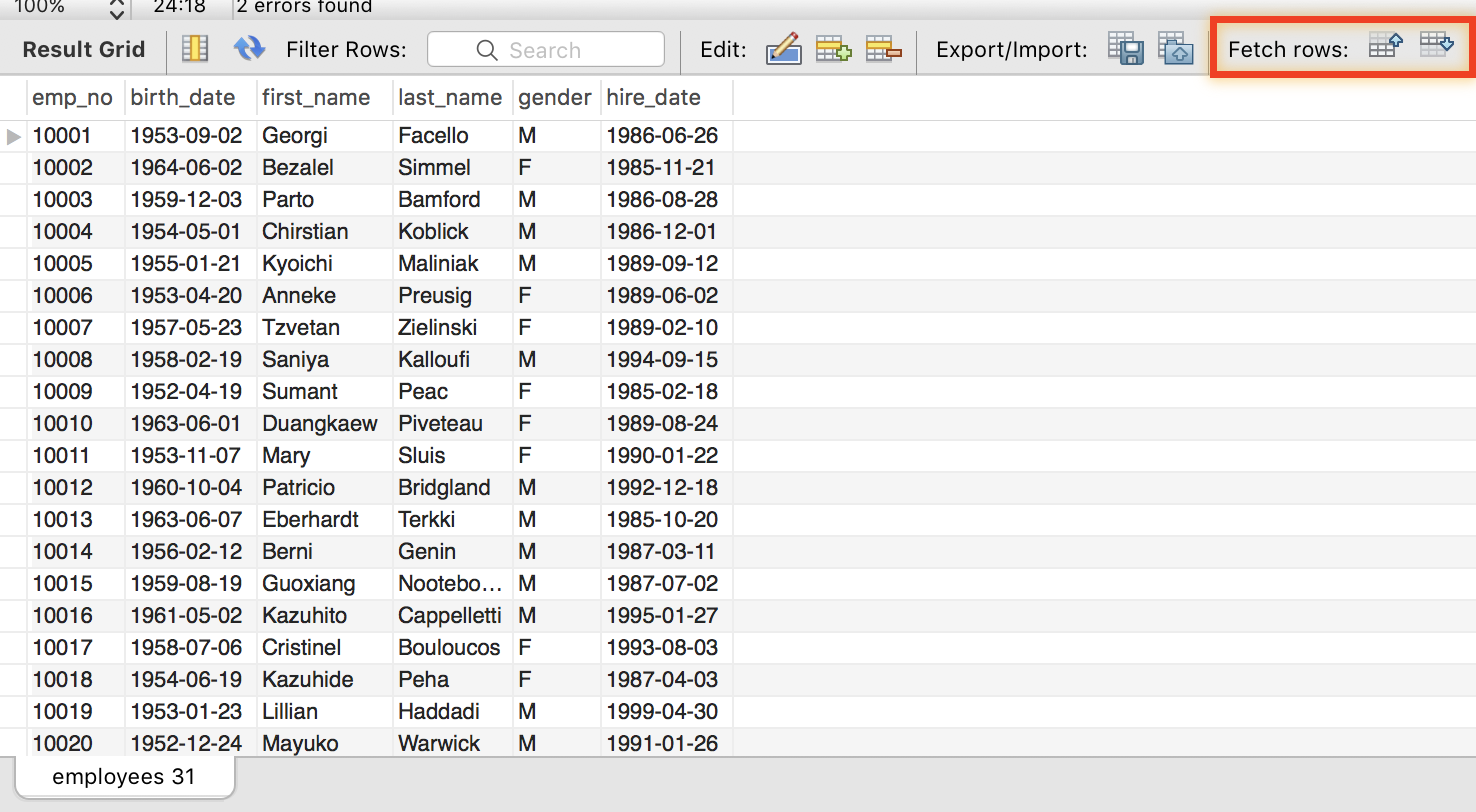 100% 24:18 2 errors found
Result Grid Filter Rows: Search Edit: Export/Import: Fetch rows:
emp_no birth_date first_name last_name gender hire_date
10001 1953-09-02 Georgi Facello M 1986-06-26
10002 1964-06-02 Bezalel Simmel F 1985-11-21
10003 1959-12-03 Parto Bamford M 1986-08-28
10004 1954-05-01 Chirstian Koblick M 1986-12-01
10005 1955-01-21 Kyoichi Maliniak M 1989-09-12
10006 1953-04-20 Anneke Preusig F 1989-06-02
10007 1957-05-23 Tzvetan Zielinski F 1989-02-10
10008 1958-02-19 Saniya Kalloufi M 1994-09-15
10009 1952-04-19 Sumant Peac F 1985-02-18
10010 1963-06-01 Duangkaew Piveteau F 1989-08-24
10011 1953-11-07 Mary Sluis F 1990-01-22
10012 1960-10-04 Patricio Bridgland M 1992-12-18
10013 1963-06-07 Eberhardt Terkki M 1985-10-20
10014 1956-02-12 Berni Genin M 1987-03-11
10015 1959-08-19 Guoxiang Nootebo... M 1987-07-02
10016 1961-05-02 Kazuhito Cappelletti M 1995-01-27
10017 1958-07-06 Cristinel Bouloucos F 1993-08-03
10018 1954-06-19 Kazuhide Peha F 1987-04-03
10019 1953-01-23 Lillian Haddadi M 1999-04-30
10020 1952-12-24 Mayuko Warwick M 1991-01-26
employees 31